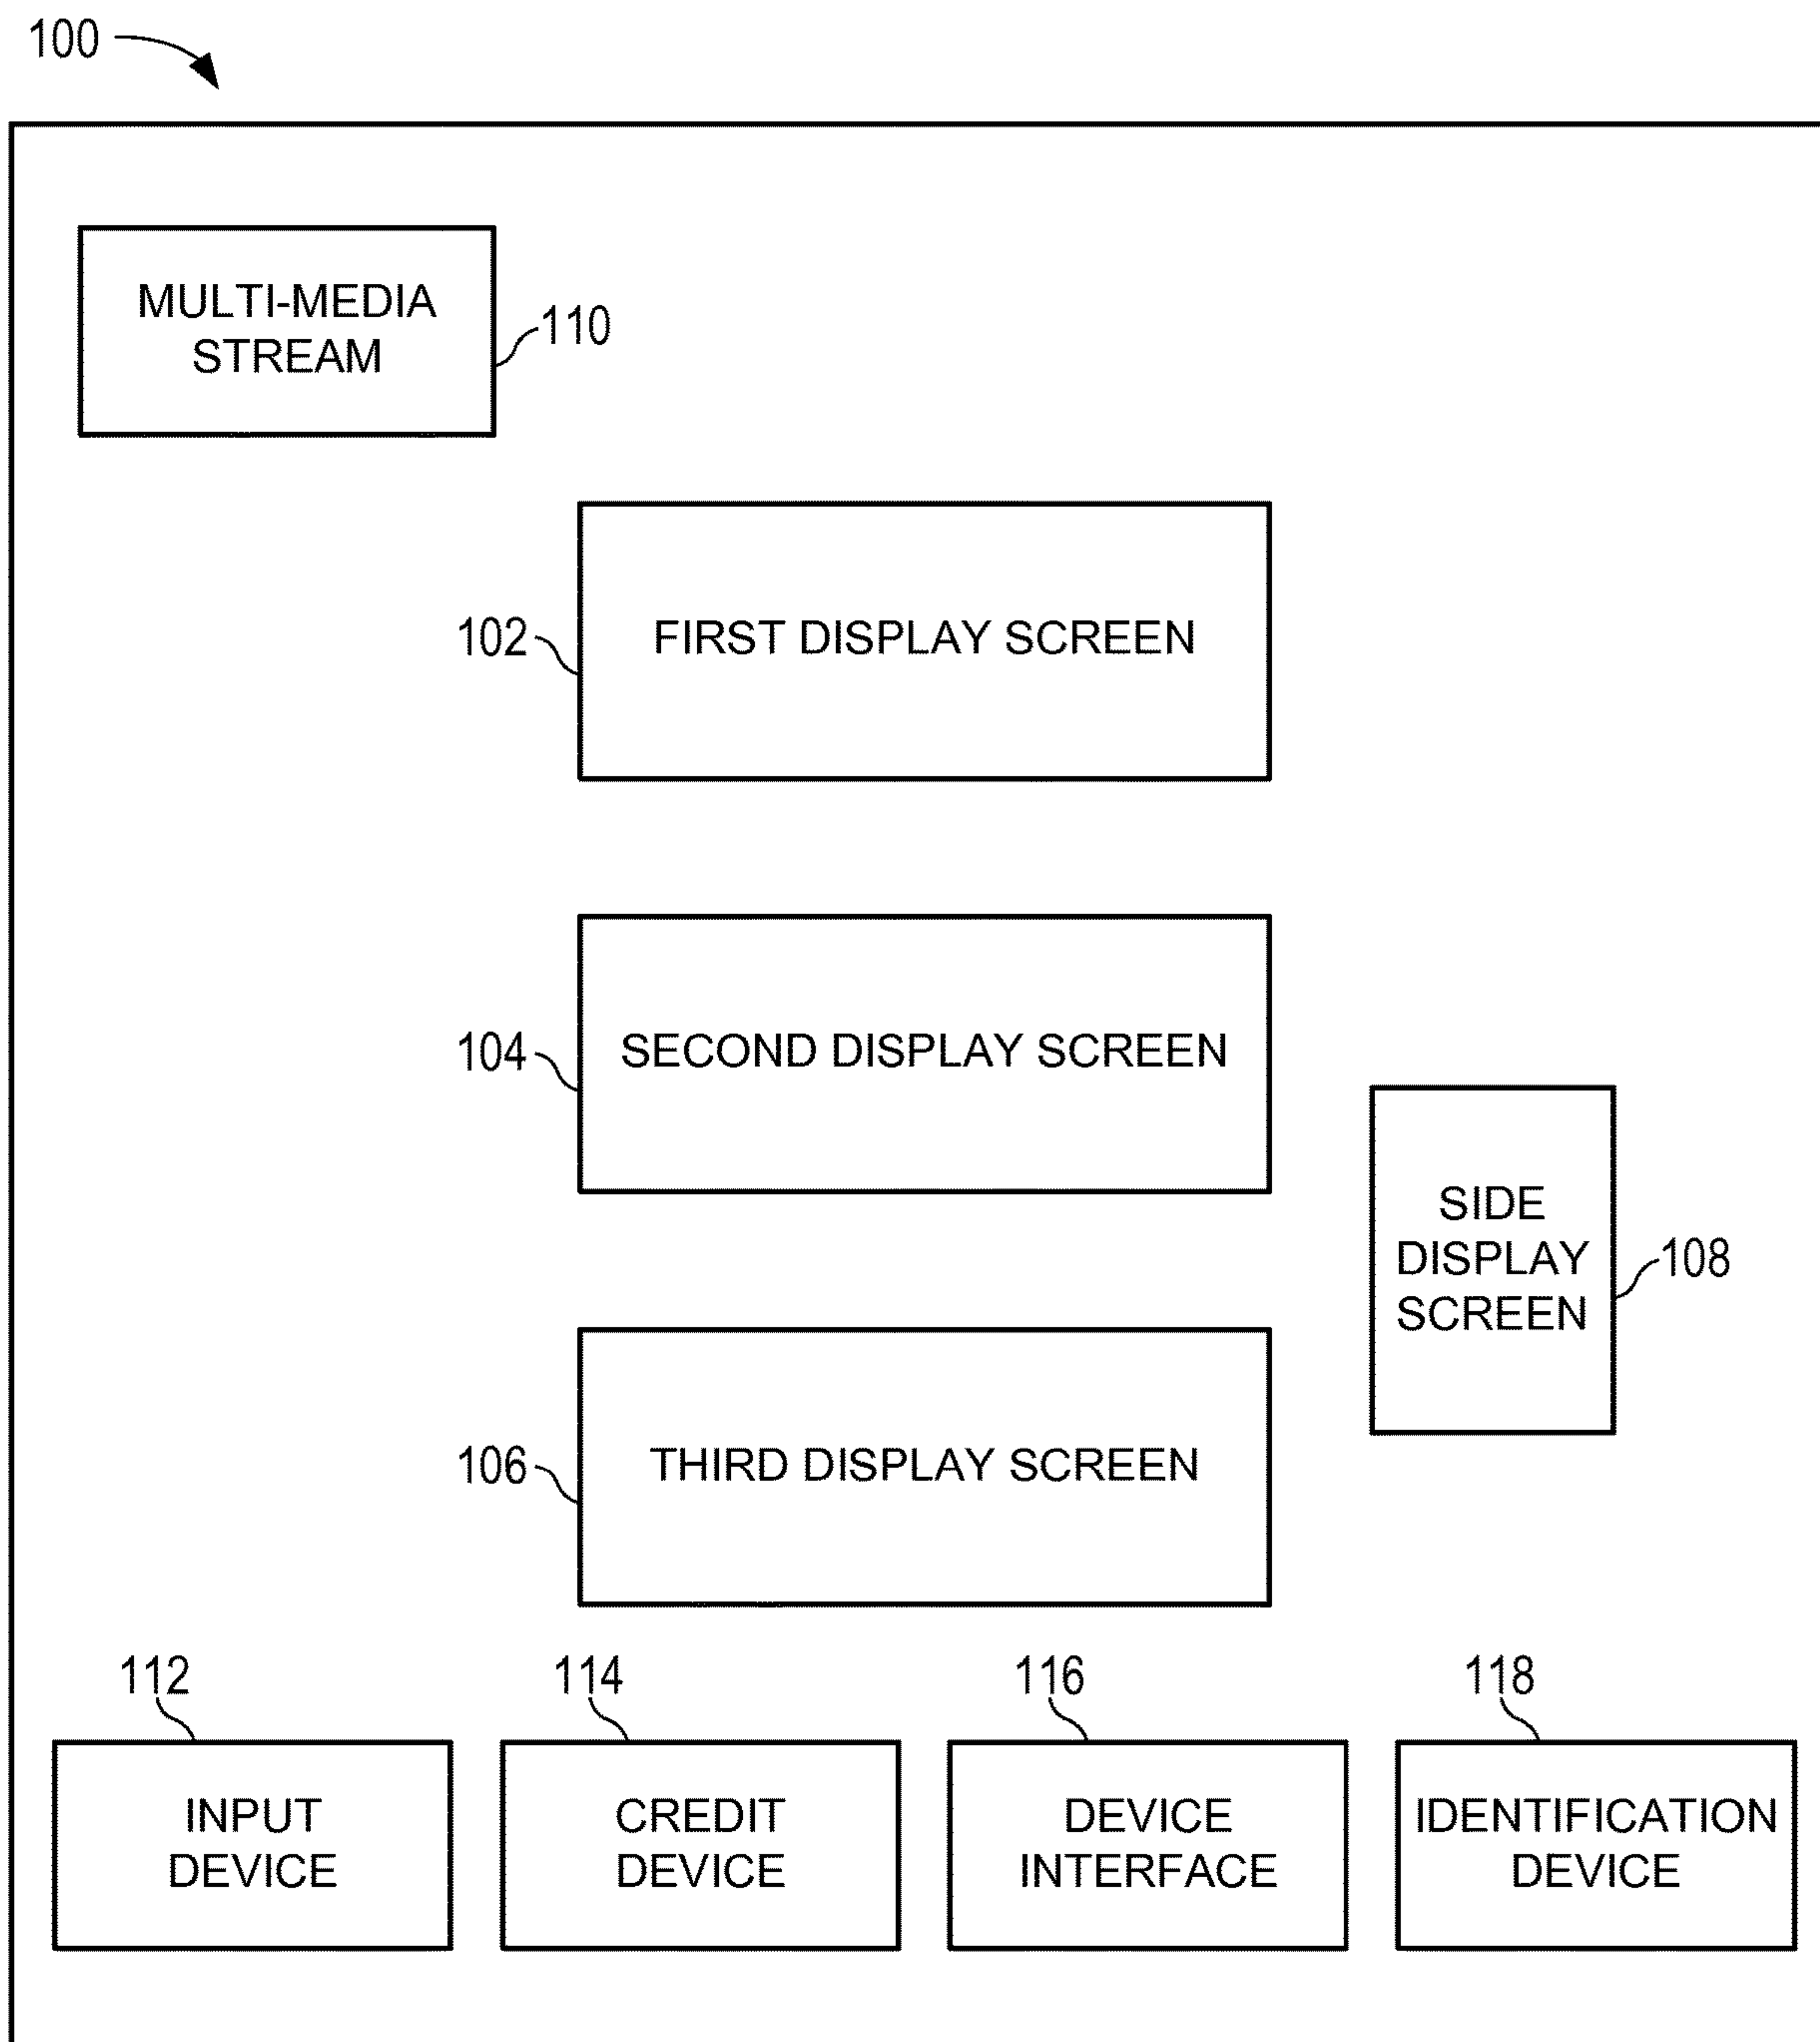 100
MULTI-MEDIA
STREAM
110
102
FIRST DISPLAY SCREEN
104
SECOND DISPLAY SCREEN
SIDE
DISPLAY
SCREEN
108
106
THIRD DISPLAY SCREEN
112
114
116
118
INPUT
DEVICE
CREDIT
DEVICE
DEVICE
INTERFACE
IDENTIFICATION
DEVICE